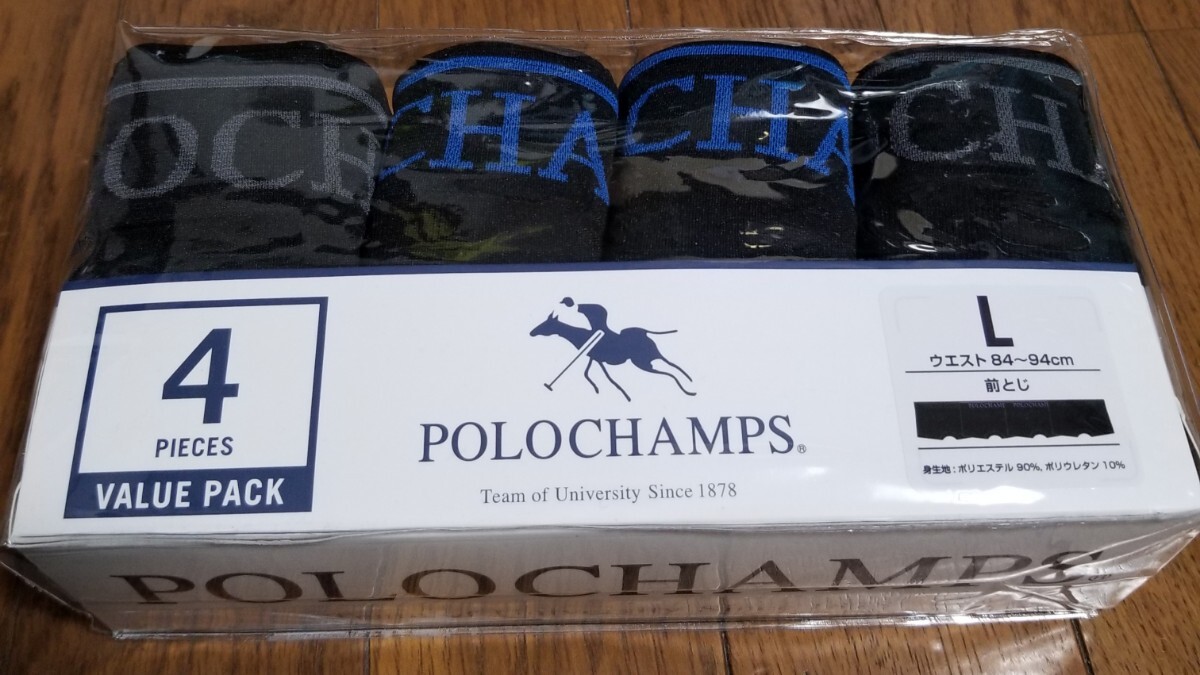 OCH
CHA
CHA
CH
4
PIECES
VALUE PACK
POLOCHAMPS®
Team of University Since 1878
L
ウエスト 84～94cm
前とじ
POLOCHAMPS POLOCHAMPS
身生地 : ポリエステル 90%, ポリウレタン 10%
POLOCHAMPS®